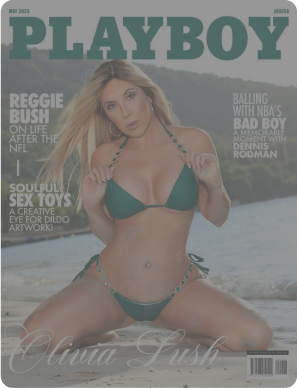 MAY 2023
AFRICA
PLAYBOY
REGGIE
BUSH
ON LIFE
AFTER THE
NFL
SOULFUL
SEX TOYS
A CREATIVE
EYE FOR DILDO
ARTWORK!
BALLING
WITH NBA'S
BAD BOY
A MEMORABLE
MOMENT WITH
DENNIS
RODMAN
Olivia Lush